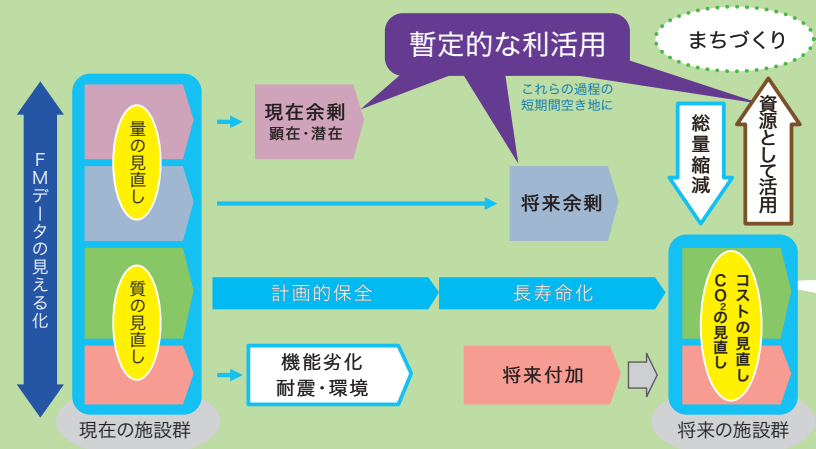 暫定的な利活用
まちづくり
これらの過程の
短期間空き地に
現在余剰
顕在・潜在
量の見直し
FMデータの見える化
総量縮減
資源として活用
将来余剰
質の見直し
計画的保全
長寿命化
コストの見直し
CO₂の見直し
機能劣化
耐震・環境
将来付加
現在の施設群
将来の施設群